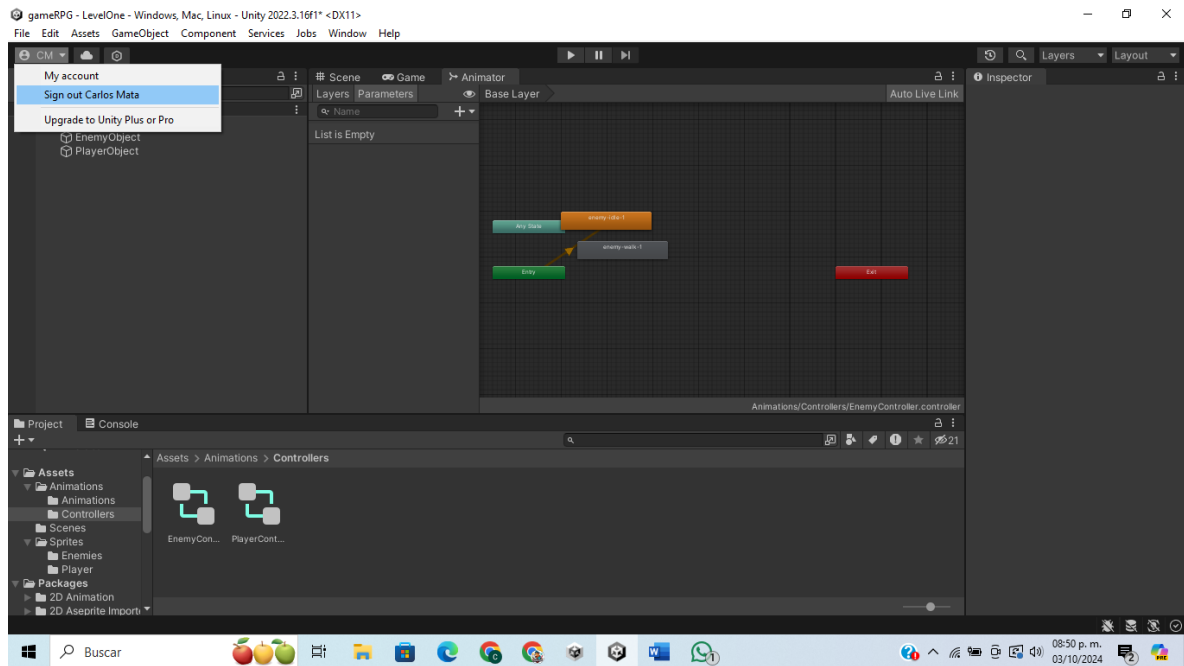 gameRPG - LevelOne - Windows, Mac, Linux - Unity 2022.3.16f1* <DX11>
File Edit Assets GameObject Component Services Jobs Window Help
CM
Layers Layout
My account
Sign out Carlos Mata
Upgrade to Unity Plus or Pro
EnemyObject
PlayerObject
Scene Game Animator
Inspector
Layers Parameters Base Layer Auto Live Link
Name
List is Empty
enemy-idle-1
Any State
enemy-walk-1
Entry
Exit
Animations/Controllers/EnemyController.controller
Project Console
21
Assets > Animations > Controllers
Assets
Animations
Animations
Controllers
Scenes
Sprites
Enemies
Player
Packages
2D Animation
2D Aseprite Importe
EnemyCon... PlayerCont...
Buscar
1
08:50 p. m.
03/10/2024
2
PRE